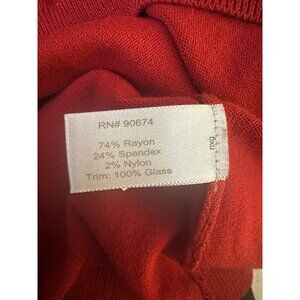 RN# 90674
74% Rayon
24% Spandex
2% Nylon
Trim: 100% Glass